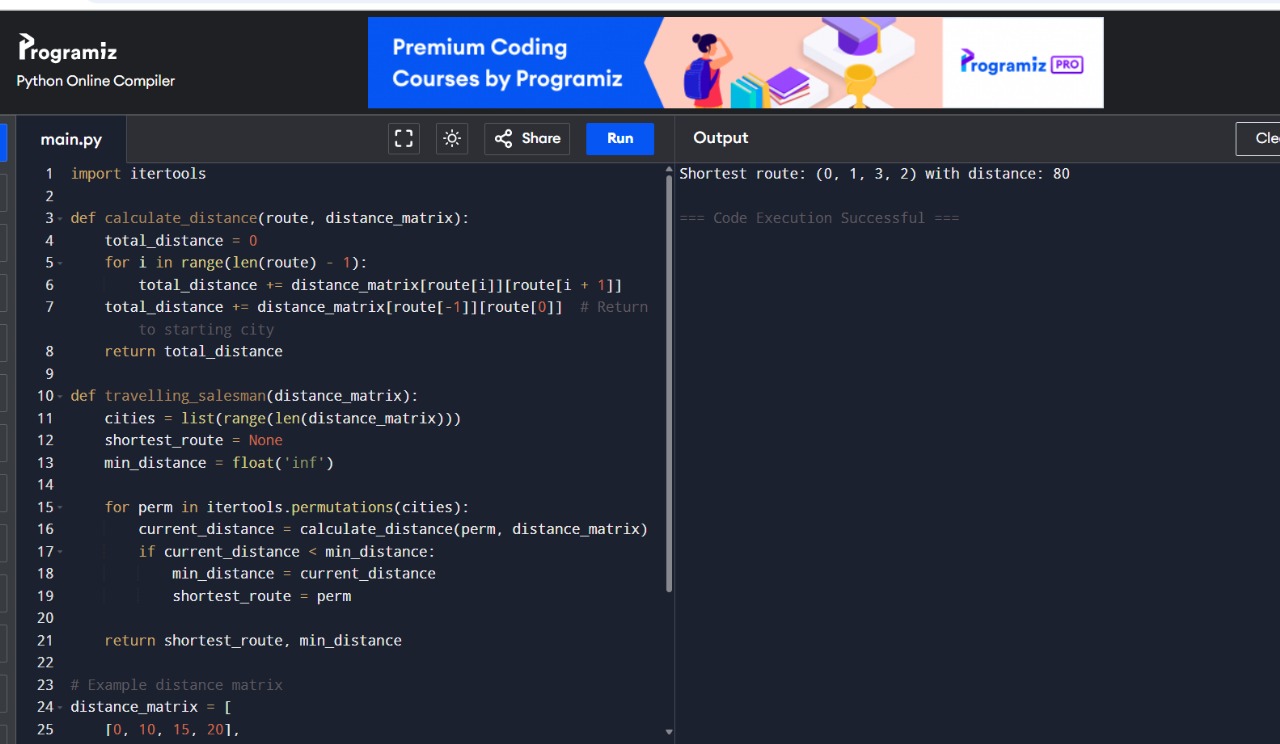 Programiz
Python Online Compiler
Premium Coding
Courses by Programiz
Programiz PRO
main.py
Share
Run
Output
Cle
1 import itertools
2
3 def calculate_distance(route, distance_matrix):
4     total_distance = 0
5     for i in range(len(route) - 1):
6         total_distance += distance_matrix[route[i]][route[i + 1]]
7     total_distance += distance_matrix[route[-1]][route[0]]  # Return
to starting city
8     return total_distance
9
10 def travelling_salesman(distance_matrix):
11     cities = list(range(len(distance_matrix)))
12     shortest_route = None
13     min_distance = float('inf')
14
15     for perm in itertools.permutations(cities):
16         current_distance = calculate_distance(perm, distance_matrix)
17         if current_distance < min_distance:
18             min_distance = current_distance
19             shortest_route = perm
20
21     return shortest_route, min_distance
22
23 # Example distance matrix
24 distance_matrix = [
25     [0, 10, 15, 20],
Shortest route: (0, 1, 3, 2) with distance: 80
=== Code Execution Successful ===